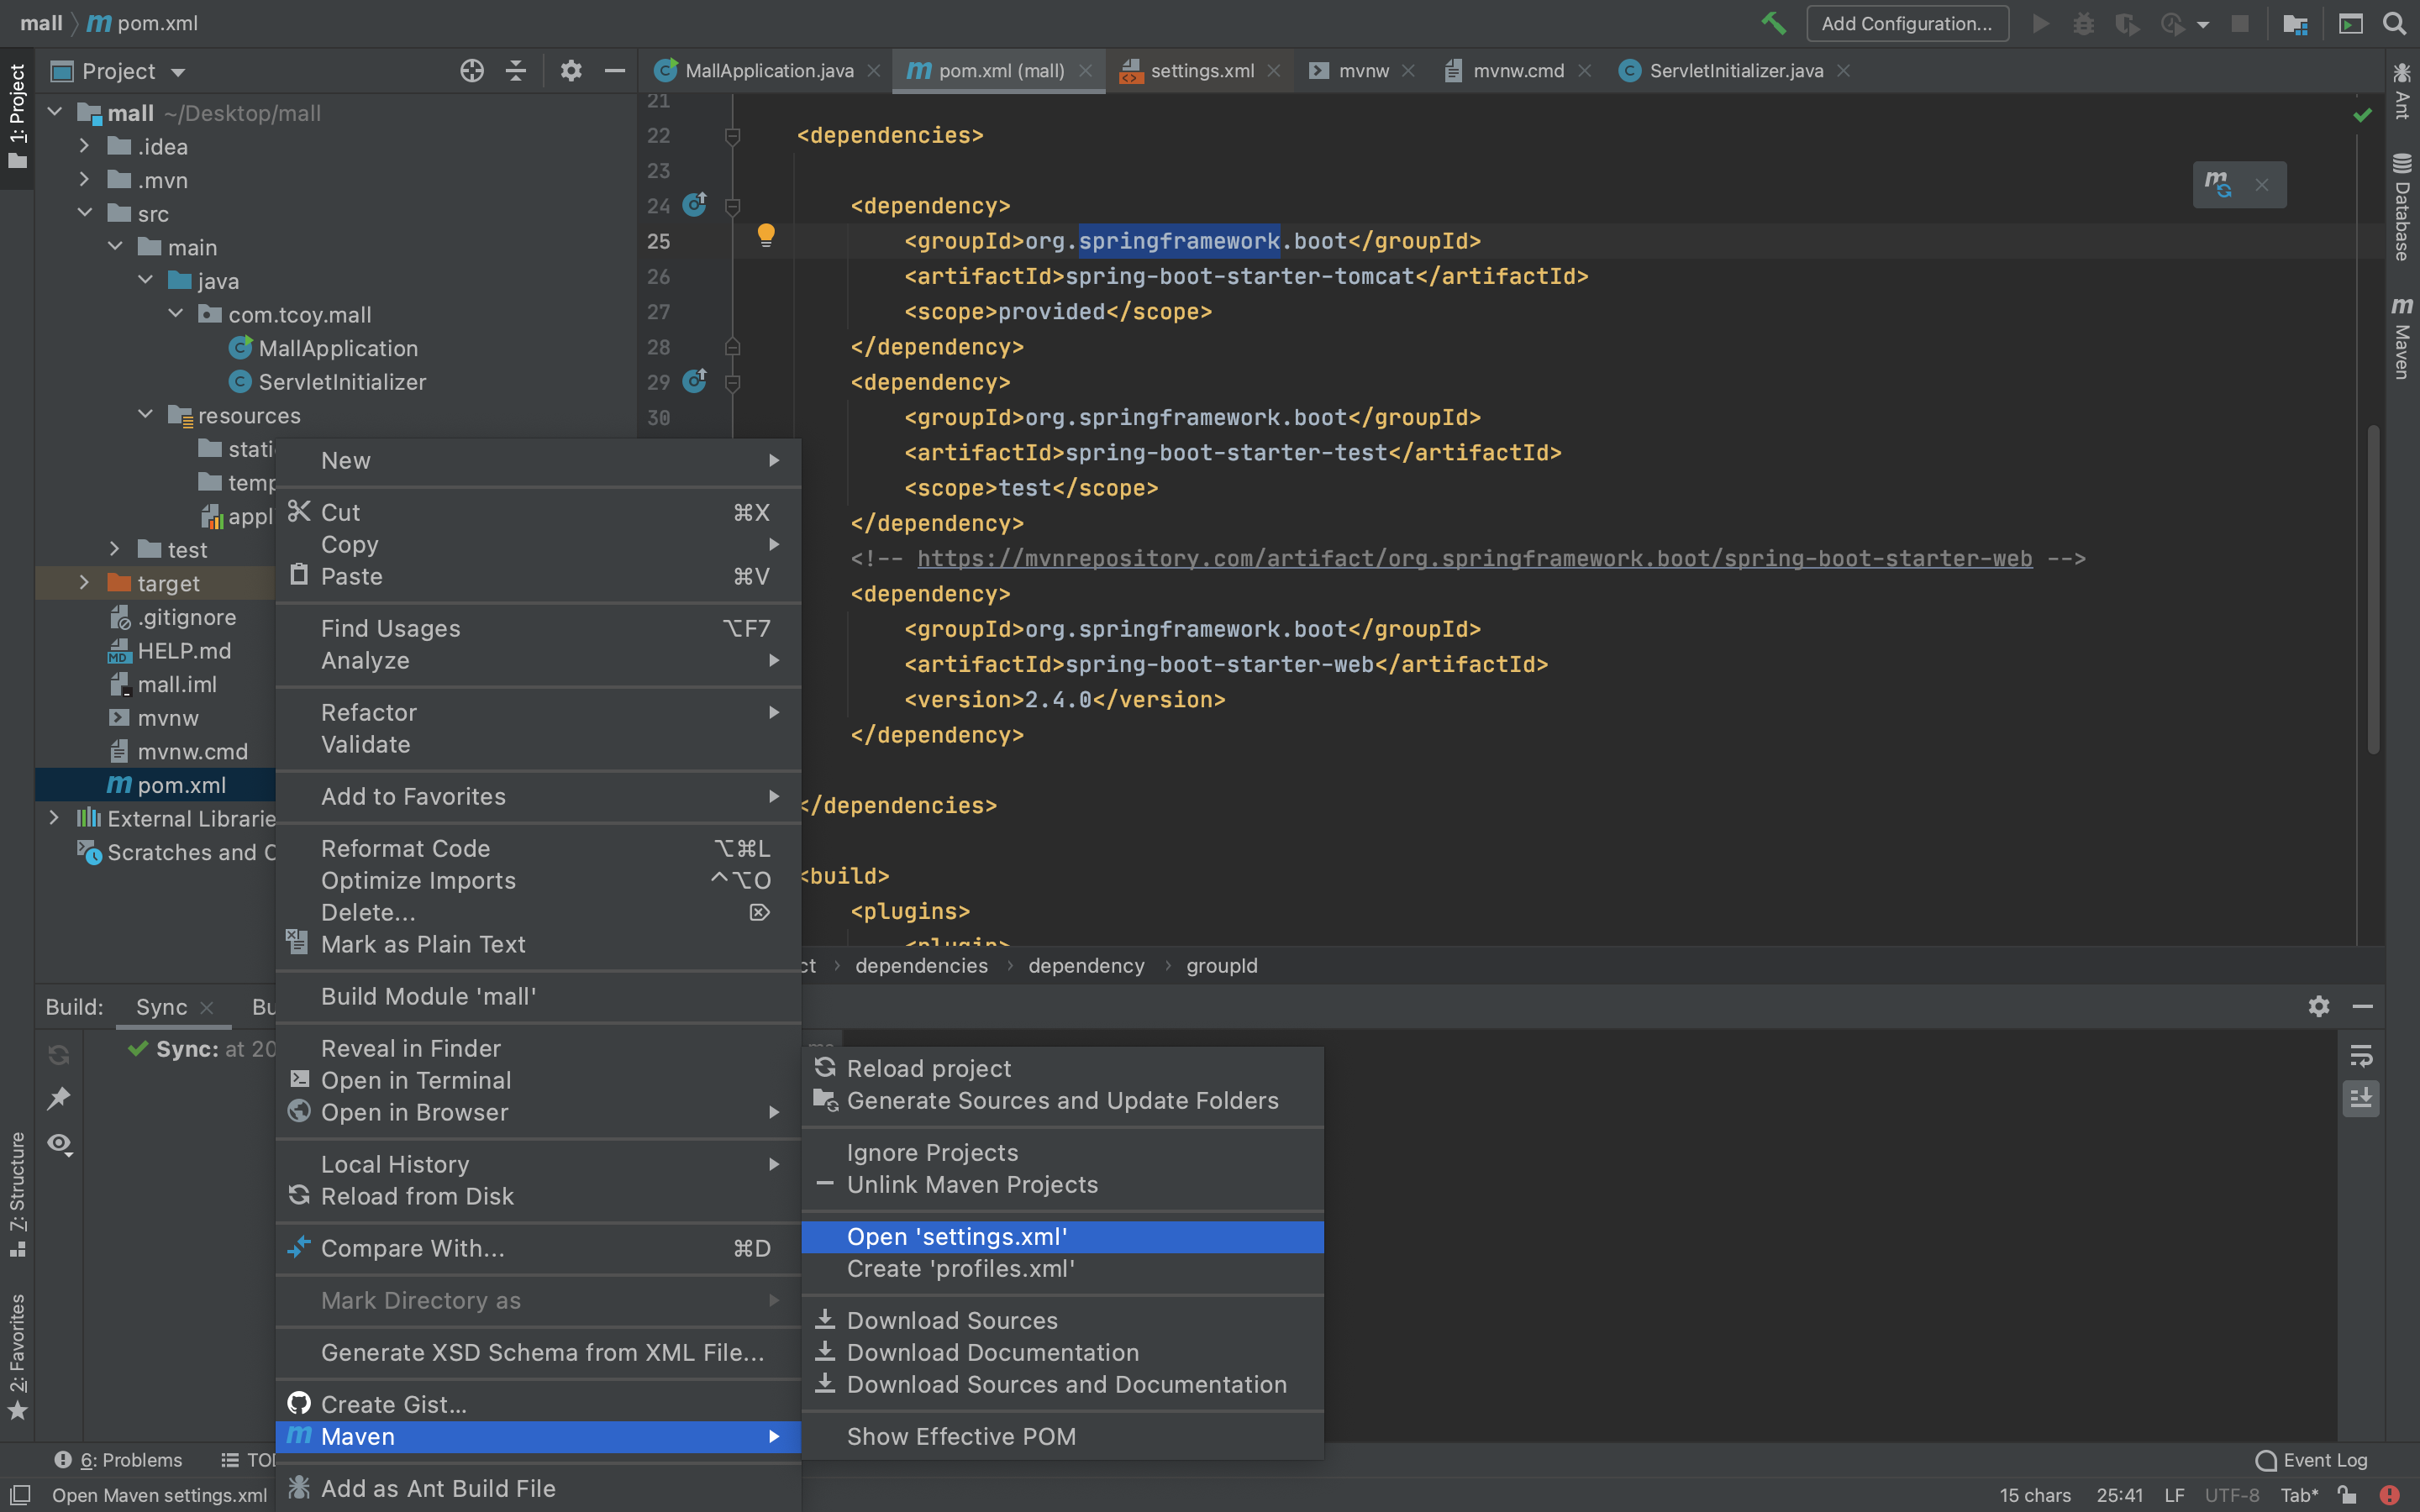 mall pom.xml
Add Configuration...
Project
MallApplication.java
pom.xml (mall)
settings.xml
mvnw
mvnw.cmd
ServletInitializer.java
1: Project
7: Structure
2: Favorites
Ant
Database
Maven
mall ~/Desktop/mall
.idea
.mvn
src
main
java
com.tcoy.mall
MallApplication
ServletInitializer
resources
stati
temp
appl
test
target
.gitignore
HELP.md
mall.iml
mvnw
mvnw.cmd
pom.xml
External Librarie
Scratches and C
21
22 <dependencies>
23
24 <dependency>
25 <groupId>org.springframework.boot</groupId>
26 <artifactId>spring-boot-starter-tomcat</artifactId>
27 <scope>provided</scope>
28 </dependency>
29 <dependency>
30 <groupId>org.springframework.boot</groupId>
<artifactId>spring-boot-starter-test</artifactId>
<scope>test</scope>
</dependency>
<!-- https://mvnrepository.com/artifact/org.springframework.boot/spring-boot-starter-web -->
<dependency>
<groupId>org.springframework.boot</groupId>
<artifactId>spring-boot-starter-web</artifactId>
<version>2.4.0</version>
</dependency>
</dependencies>
<build>
<plugins>
<plugin>
ct › dependencies › dependency › groupId
New
Cut ⌘X
Copy
Paste ⌘V
Find Usages ⌥F7
Analyze
Refactor
Validate
Add to Favorites
Reformat Code ⌥⌘L
Optimize Imports ^⌥O
Delete... ⌦
Mark as Plain Text
Build Module 'mall'
Reveal in Finder
Open in Terminal
Open in Browser
Local History
Reload from Disk
Compare With... ⌘D
Mark Directory as
Generate XSD Schema from XML File...
Create Gist...
Maven
Add as Ant Build File
Reload project
Generate Sources and Update Folders
Ignore Projects
Unlink Maven Projects
Open 'settings.xml'
Create 'profiles.xml'
Download Sources
Download Documentation
Download Sources and Documentation
Show Effective POM
Build: Sync Bu
Sync: at 20
6: Problems
TOD
Event Log
Open Maven settings.xml
15 chars 25:41 LF UTF-8 Tab*